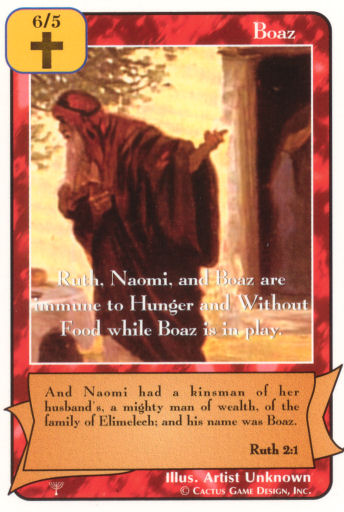 6/5
Boaz
Ruth, Naomi, and Boaz are
immune to Hunger and Without
Food while Boaz is in play.
And Naomi had a kinsman of her
husband's, a mighty man of wealth, of the
family of Elimelech; and his name was Boaz.
Ruth 2:1
Illus. Artist Unknown
© Cactus Game Design, Inc.